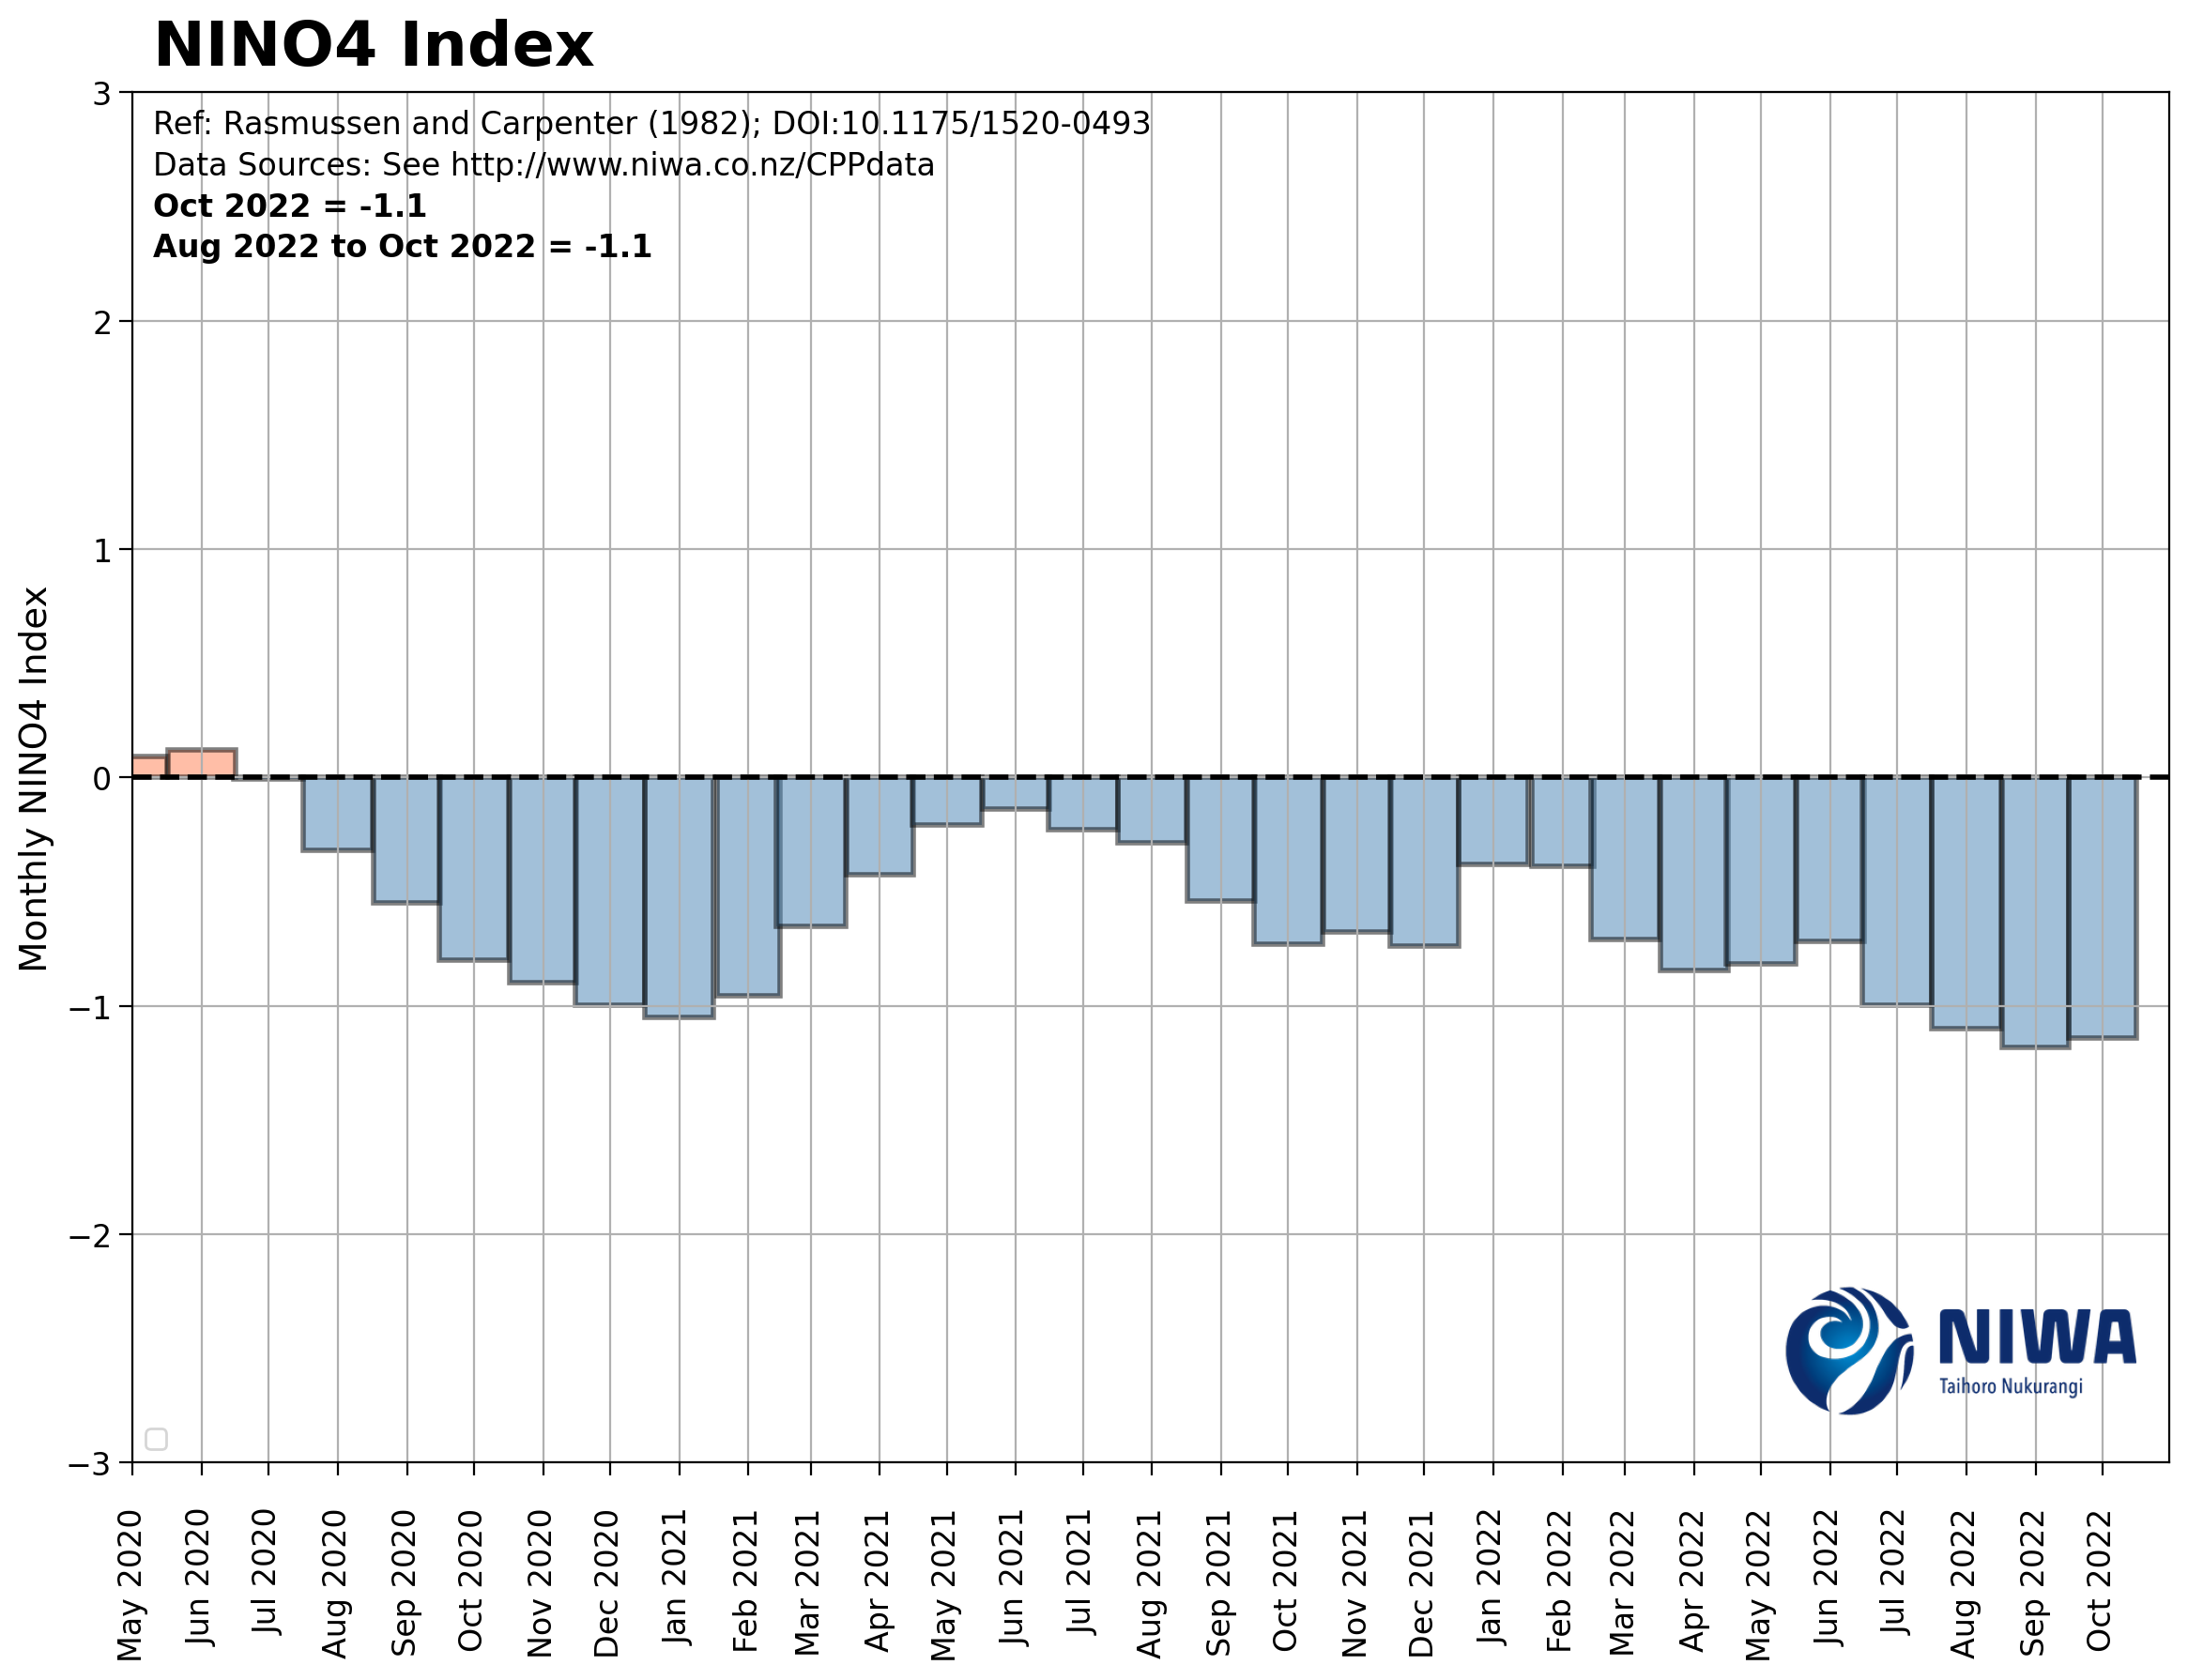 NINO4 Index
Ref: Rasmussen and Carpenter (1982); DOI:10.1175/1520-0493
Data Sources: See http://www.niwa.co.nz/CPPdata
Oct 2022 = -1.1
Aug 2022 to Oct 2022 = -1.1
Monthly NINO4 Index
3
2
1
0
−1
−2
−3
NIWA
Taihoro Nukurangi
May 2020
Jun 2020
Jul 2020
Aug 2020
Sep 2020
Oct 2020
Nov 2020
Dec 2020
Jan 2021
Feb 2021
Mar 2021
Apr 2021
May 2021
Jun 2021
Jul 2021
Aug 2021
Sep 2021
Oct 2021
Nov 2021
Dec 2021
Jan 2022
Feb 2022
Mar 2022
Apr 2022
May 2022
Jun 2022
Jul 2022
Aug 2022
Sep 2022
Oct 2022